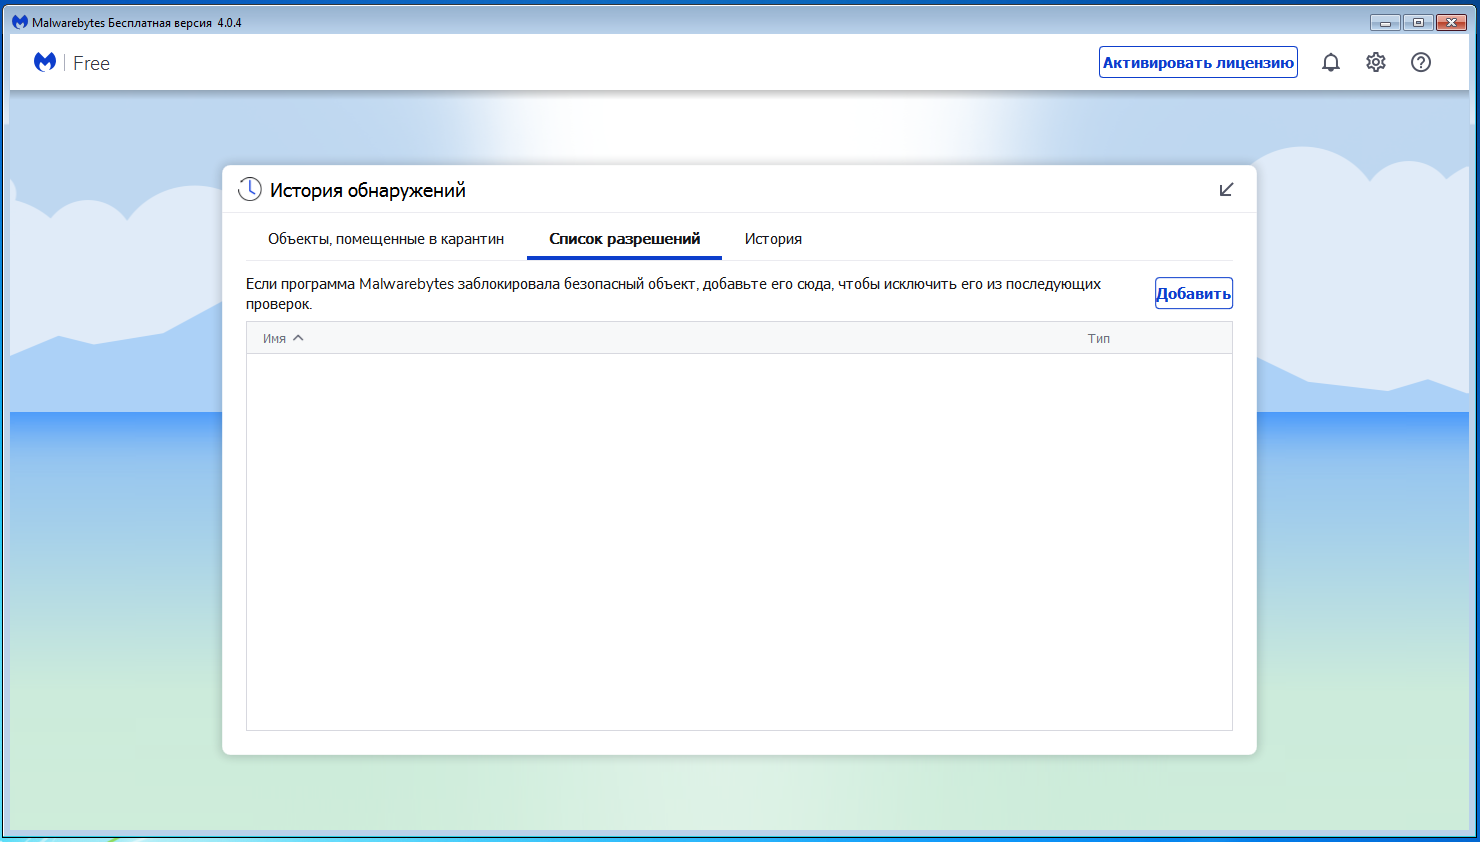 Malwarebytes Бесплатная версия 4.0.4
Free
Активировать лицензию
История обнаружений
Объекты, помещенные в карантин
Список разрешений
История
Если программа Malwarebytes заблокировала безопасный объект, добавьте его сюда, чтобы исключить его из последующих
проверок.
Добавить
Имя
Тип